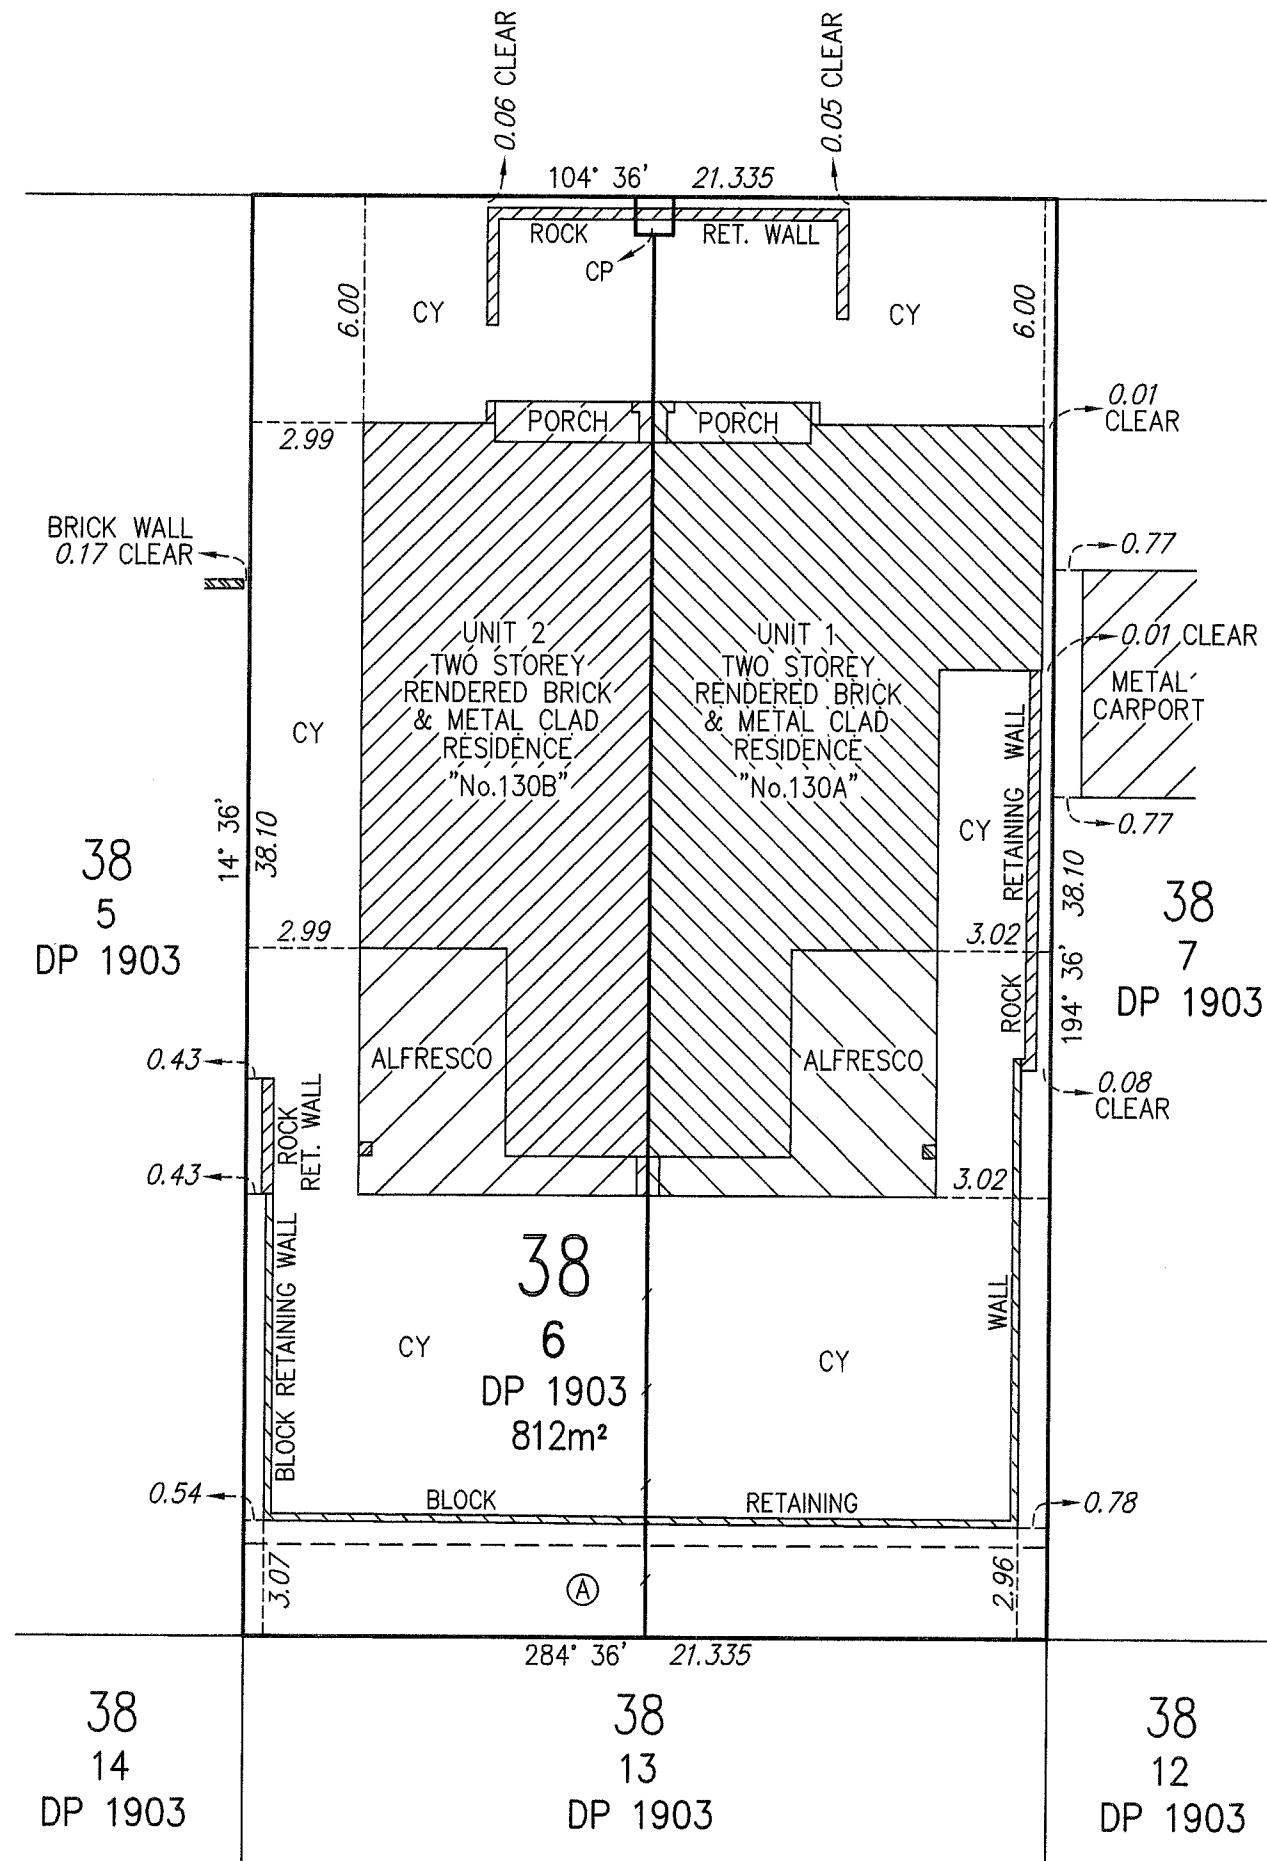 0.06 CLEAR
0.05 CLEAR
104° 36' 21.335
ROCK RET. WALL
CP
6.00
CY
CY
6.00
PORCH
PORCH
0.01
CLEAR
2.99
BRICK WALL
0.17 CLEAR
0.77
UNIT 2
TWO STOREY
RENDERED BRICK
& METAL CLAD
RESIDENCE
"No.130B"
UNIT 1
TWO STOREY
RENDERED BRICK
& METAL CLAD
RESIDENCE
"No.130A"
0.01 CLEAR
METAL
CARPORT
CY
CY
ROCK RETAINING WALL
0.77
14° 36'
38.10
194° 36' 38.10
38
5
DP 1903
38
7
DP 1903
2.99
3.02
0.43
ALFRESCO
ALFRESCO
0.08
CLEAR
ROCK
RET. WALL
0.43
3.02
38
6
DP 1903
812m²
BLOCK RETAINING WALL
CY
CY
WALL
0.54
BLOCK RETAINING
0.78
3.07
A
2.96
284° 36' 21.335
38
14
DP 1903
38
13
DP 1903
38
12
DP 1903